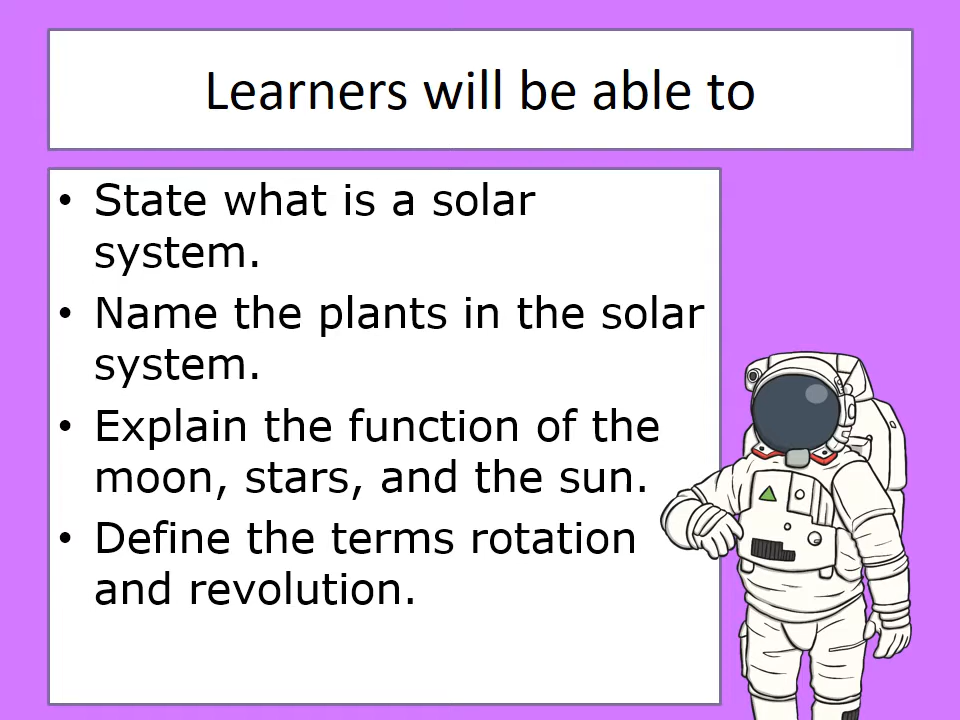 Learners will be able to
• State what is a solar
system.
• Name the plants in the solar
system.
• Explain the function of the
moon, stars, and the sun.
• Define the terms rotation
and revolution.